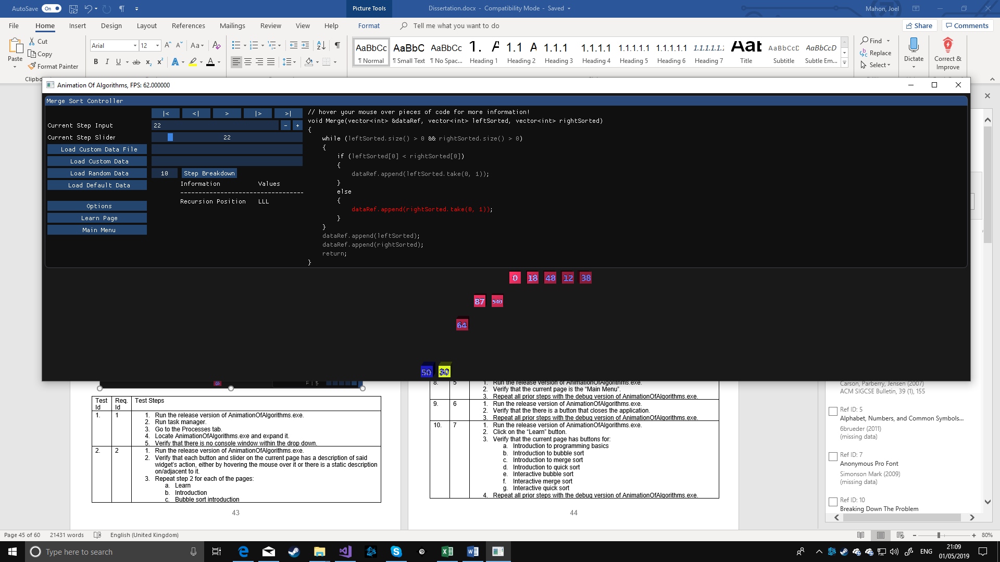 AutoSave On
Picture Tools
Dissertation.docx - Compatibility Mode - Saved
Mahon, Joel
File Home Insert Design Layout References Mailings Review View Help Format Tell me what you want to do
Share Comments
Paste
Cut
Copy
Format Painter
Arial 12
AaBbCc AaBbC AaBbCc 1. A 1.1 A 1.1.1 1.1.1.1 1.1.1.1.1 1.1.1.1.1 1.1.1.1.1.1. AaB AaBbCcD AaBbCcD
¶ Normal ¶ Small Text ¶ No Spac... Heading 1 Heading 2 Heading 3 Heading 4 Heading 5 Heading 6 Heading 7 Title Subtitle Subtle Em...
Find
Replace
Select
Dictate
Correct &
Improve
Animation Of Algorithms, FPS: 62.000000
Merge Sort Controller
|< <| > |> >|
Current Step Input 22 - +
Current Step Slider 22
Load Custom Data File
Load Custom Data
Load Random Data 10 Step Breakdown
Load Default Data
Information Values
---------------------------------
Recursion Position LLL
Options
Learn Page
Main Menu
// hover your mouse over pieces of code for more information!
void Merge(vector<int> &dataRef, vector<int> leftSorted, vector<int> rightSorted)
{
while (leftSorted.size() > 0 && rightSorted.size() > 0)
{
if (leftSorted[0] < rightSorted[0])
{
dataRef.append(leftSorted.take(0, 1));
}
else
{
dataRef.append(rightSorted.take(0, 1));
}
}
dataRef.append(leftSorted);
dataRef.append(rightSorted);
return;
}
0 18 48 12 38
87 540
64
50 30
Test Id Req. Id Test Steps
1. 1 1. Run the release version of AnimationOfAlgorithms.exe.
2. Run task manager.
3. Go to the Processes tab.
4. Locate AnimationOfAlgorithms.exe and expand it.
5. Verify that there is no console window within the drop down.
2. 2 1. Run the release version of AnimationOfAlgorithms.exe.
2. Verify that each button and slider on the current page has a description of said
widget's action, either by hovering the mouse over it or there is a static description
on/adjacent to it.
3. Repeat step 2 for each of the pages:
a. Learn
b. Introduction
c. Bubble sort introduction
43
8. 5 1. Run the release version of AnimationOfAlgorithms.exe.
2. Verify that the current page is the “Main Menu”.
3. Repeat all prior steps with the debug version of AnimationOfAlgorithms.exe.
9. 6 1. Run the release version of AnimationOfAlgorithms.exe.
2. Verify that the there is a button that closes the application.
3. Repeat all prior steps with the debug version of AnimationOfAlgorithms.exe.
10. 7 1. Run the release version of AnimationOfAlgorithms.exe.
2. Click on the “Learn” button.
3. Verify that the current page has buttons for:
a. Introduction to programming basics
b. Introduction to bubble sort
c. Introduction to merge sort
d. Introduction to quick sort
e. Interactive bubble sort
f. Interactive merge sort
g. Interactive quick sort
4. Repeat all prior steps with the debug version of AnimationOfAlgorithms.exe.
44
Carson, Parberry, Jensen (2007)
ACM SIGCSE Bulletin, 39 (1), 155
Ref ID: 5
Alphabet, Numbers, and Common Symbols...
6brueder (2011)
(missing data)
Ref ID: 7
Anonymous Pro Font
Simonson Mark (2009)
(missing data)
Ref ID: 10
Breaking Down The Problem
Page 45 of 60 21431 words English (United Kingdom) 80%
Type here to search
ENG
21:09
01/05/2019